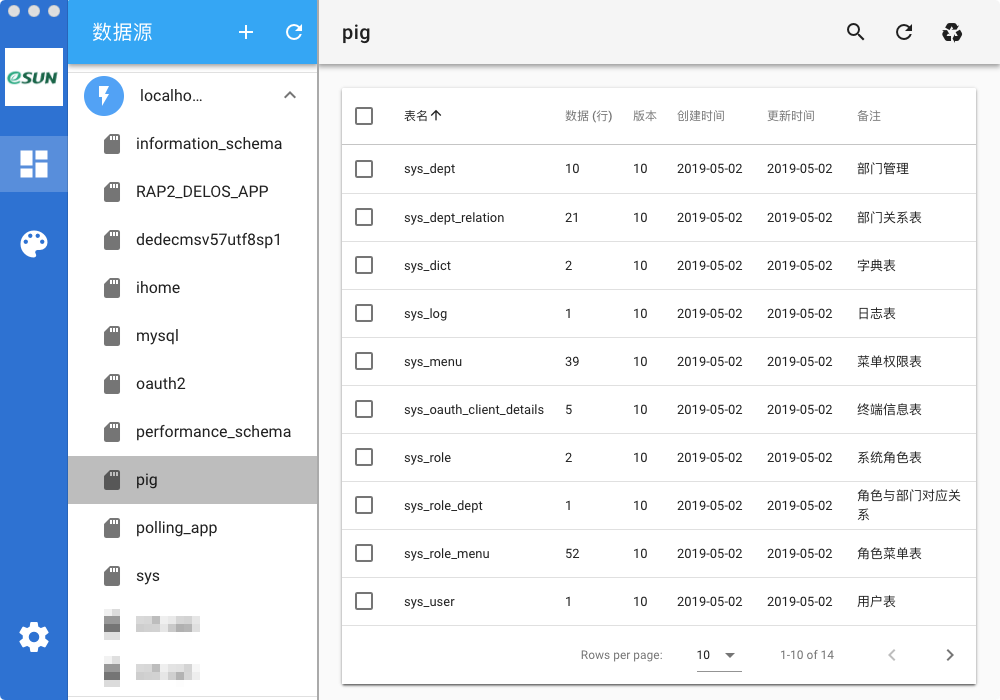 eSUN
数据源
localho...
information_schema
RAP2_DELOS_APP
dedecmsv57utf8sp1
ihome
mysql
oauth2
performance_schema
pig
polling_app
sys
pig
表名 数据 (行) 版本 创建时间 更新时间 备注
sys_dept 10 10 2019-05-02 2019-05-02 部门管理
sys_dept_relation 21 10 2019-05-02 2019-05-02 部门关系表
sys_dict 2 10 2019-05-02 2019-05-02 字典表
sys_log 1 10 2019-05-02 2019-05-02 日志表
sys_menu 39 10 2019-05-02 2019-05-02 菜单权限表
sys_oauth_client_details 5 10 2019-05-02 2019-05-02 终端信息表
sys_role 2 10 2019-05-02 2019-05-02 系统角色表
sys_role_dept 1 10 2019-05-02 2019-05-02 角色与部门对应关
系
sys_role_menu 52 10 2019-05-02 2019-05-02 角色菜单表
sys_user 1 10 2019-05-02 2019-05-02 用户表
Rows per page: 10 1-10 of 14